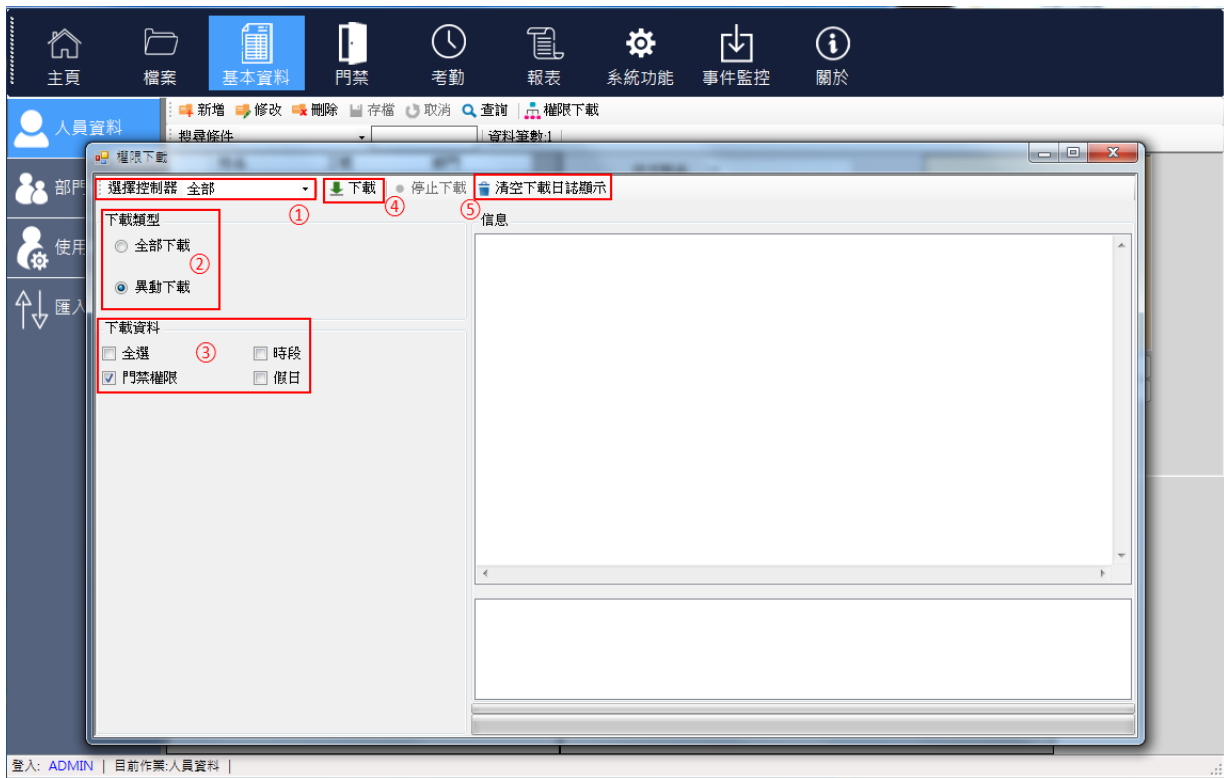 主頁 檔案 基本資料 門禁 考勤 報表 系統功能 事件監控 關於
人員資料
新增 修改 刪除 存檔 取消 查詢 權限下載
搜尋條件 資料筆數:1
權限下載
部門
選擇控制器 全部 下載 停止下載 清空下載日誌顯示
① ④ ⑤
下載類型 信息
使用
全部下載
②
異動下載
匯入
下載資料
全選 ③ 時段
門禁權限 假日
登入: ADMIN | 目前作業:人員資料 |